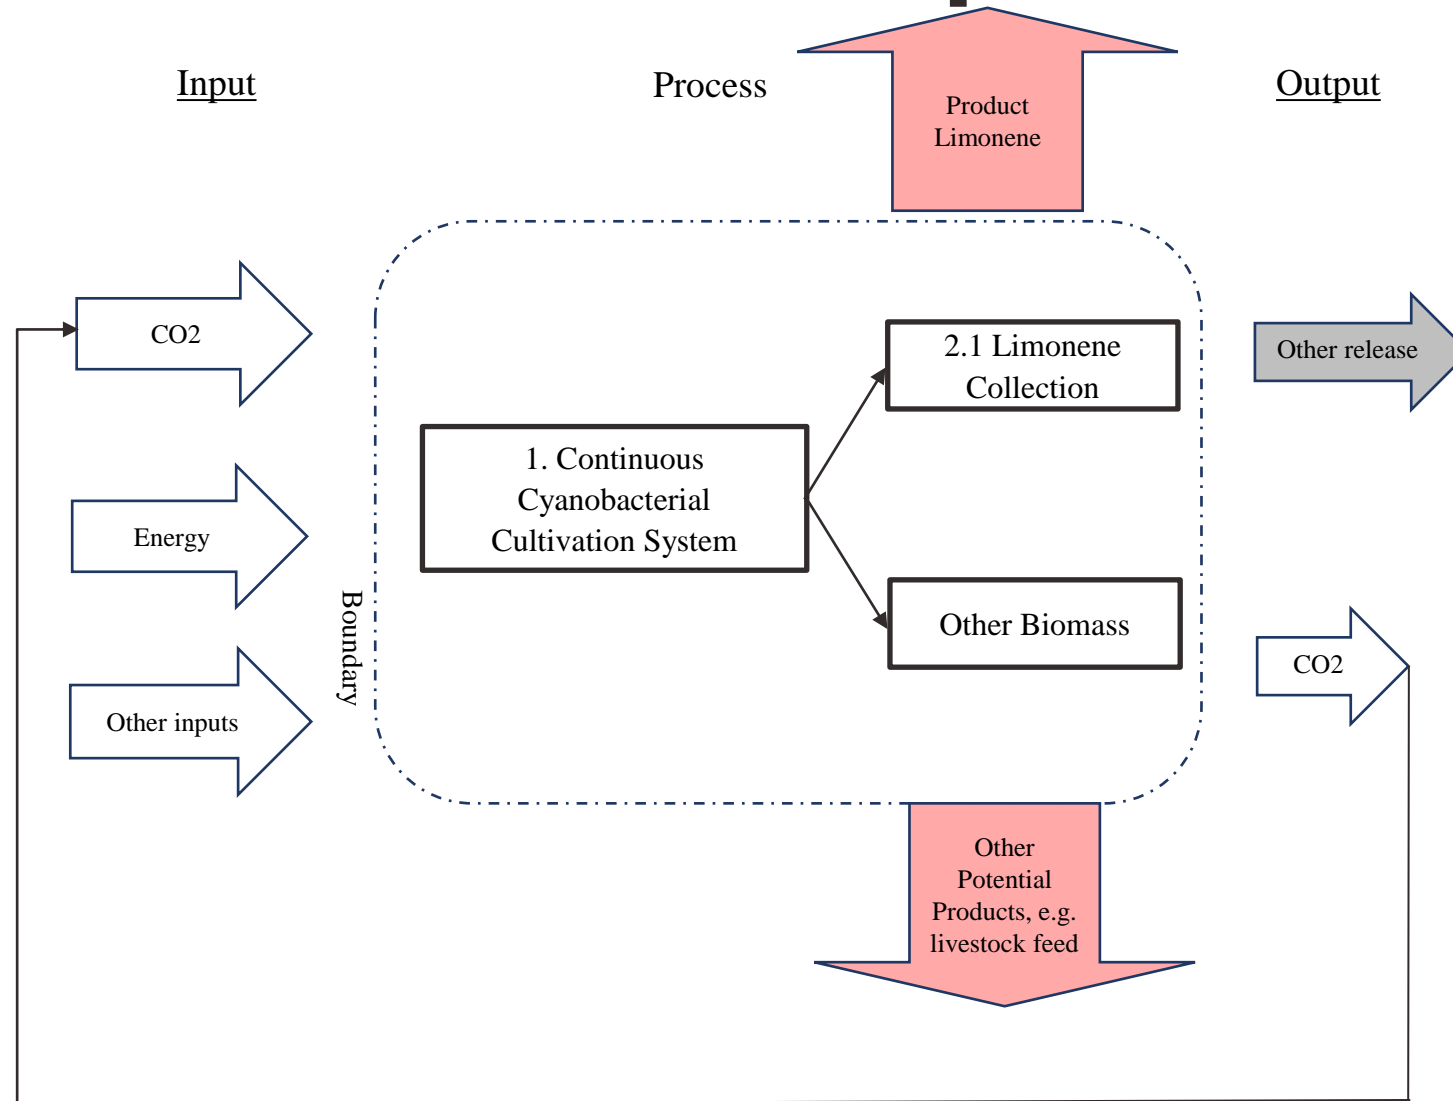 Input
Process
Output
Product
Limonene
CO2
2.1 Limonene
Collection
Other release
1. Continuous
Cyanobacterial
Cultivation System
Energy
Boundary
Other Biomass
CO2
Other inputs
Other
Potential
Products, e.g.
livestock feed